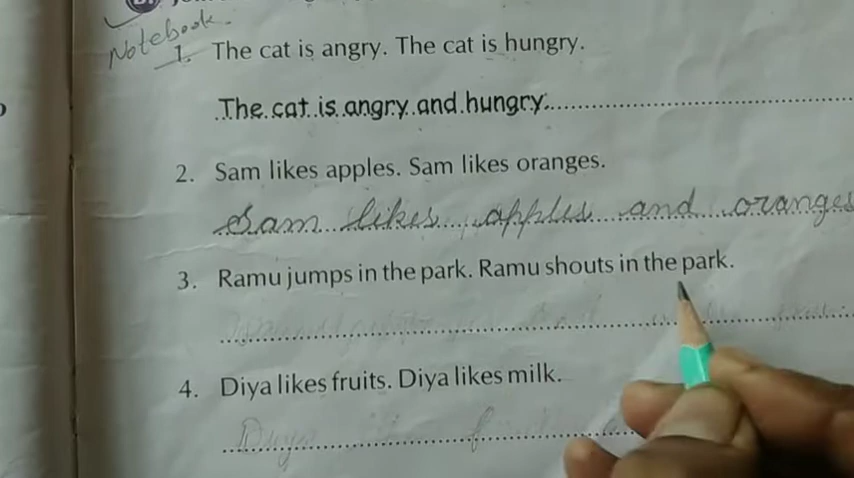 Notebook.
1. The cat is angry. The cat is hungry.
The cat is angry and hungry.
2. Sam likes apples. Sam likes oranges.
Sam likes apples and oranges
3. Ramu jumps in the park. Ramu shouts in the park.
4. Diya likes fruits. Diya likes milk.
Diya